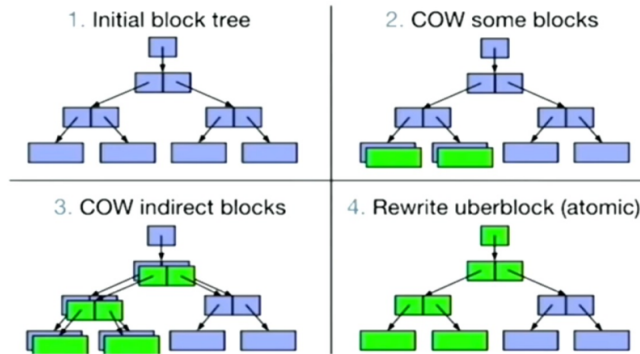 1. Initial block tree
2. COW some blocks
3. COW indirect blocks
4. Rewrite uberblock (atomic)